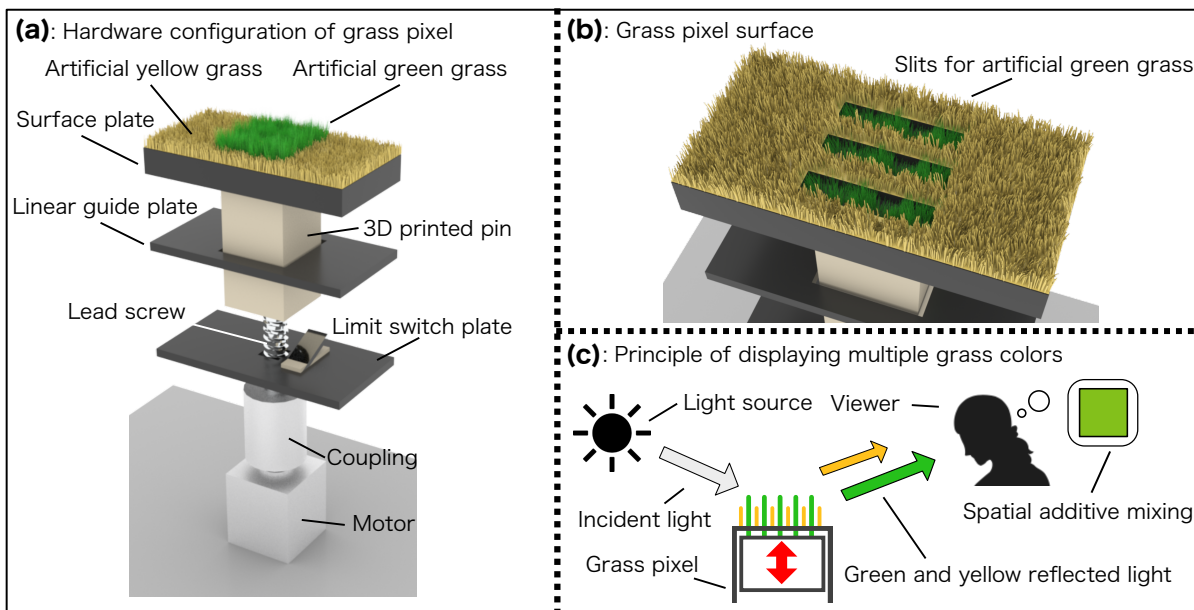 (a): Hardware configuration of grass pixel
Artificial yellow grass
Artificial green grass
Surface plate
Linear guide plate
3D printed pin
Lead screw
Limit switch plate
Coupling
Motor
(b): Grass pixel surface
Slits for artificial green grass
(c): Principle of displaying multiple grass colors
Light source
Viewer
Incident light
Spatial additive mixing
Grass pixel
Green and yellow reflected light